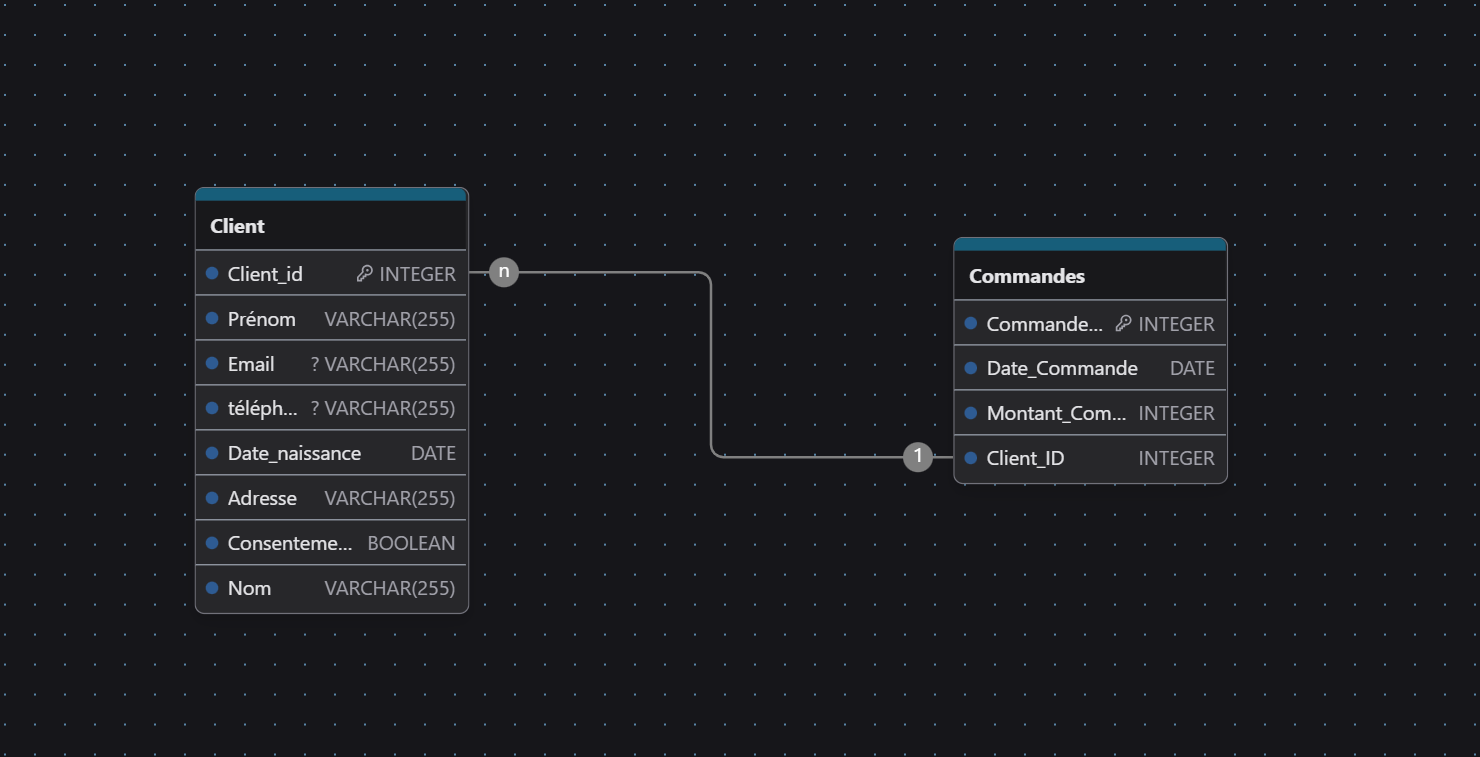 Client
Client_id INTEGER
Prénom VARCHAR(255)
Email ? VARCHAR(255)
téléph... ? VARCHAR(255)
Date_naissance DATE
Adresse VARCHAR(255)
Consenteme... BOOLEAN
Nom VARCHAR(255)
n
1
Commandes
Commande... INTEGER
Date_Commande DATE
Montant_Com... INTEGER
Client_ID INTEGER